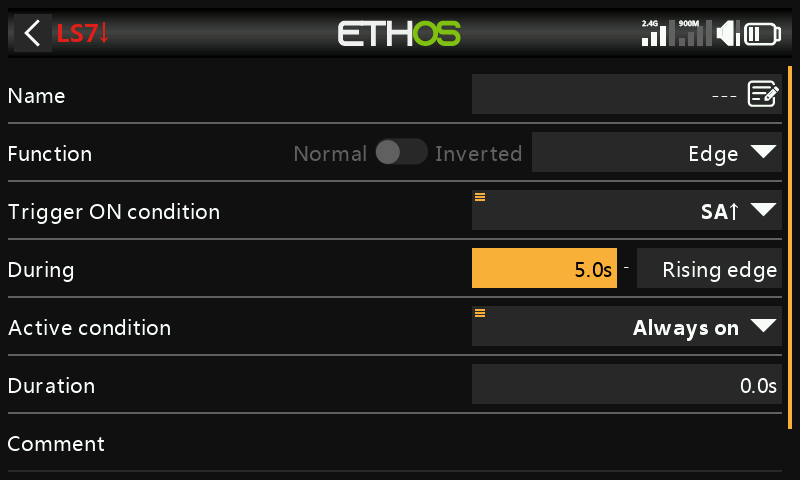 LS7↓ ETHOS 2.4G 900M
Name ---
Function Normal Inverted Edge
Trigger ON condition SA↑
During 5.0s - Rising edge
Active condition Always on
Duration 0.0s
Comment